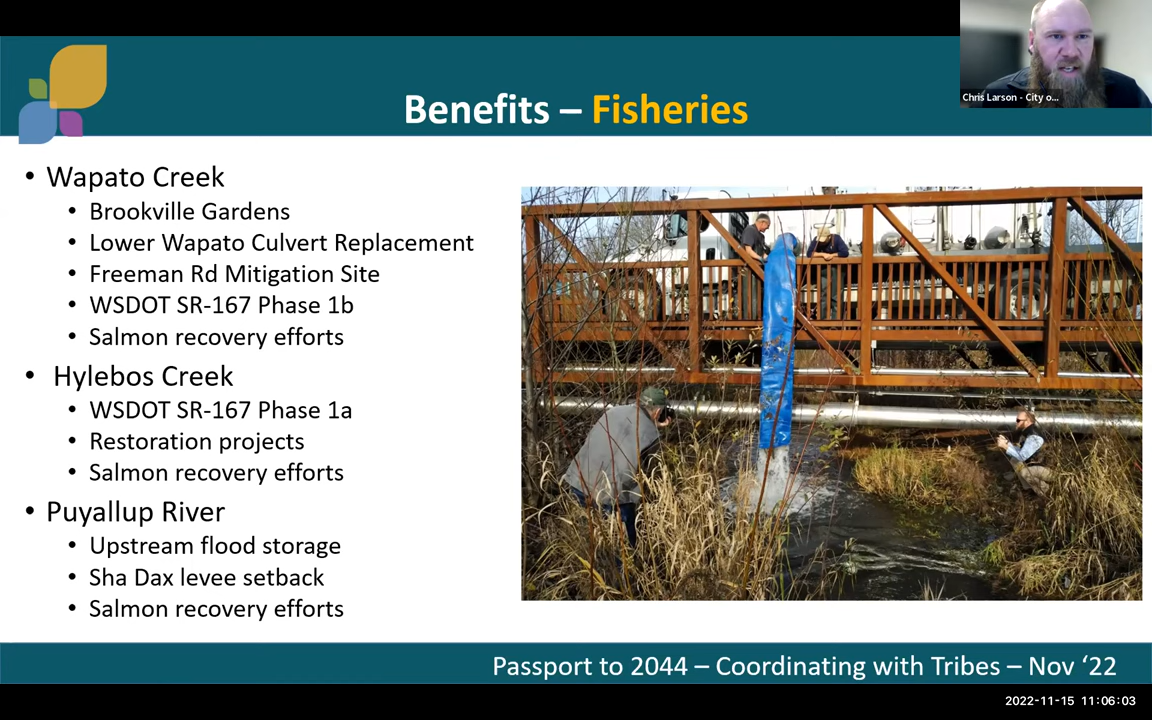 Chris Larson - City o...
Benefits – Fisheries
• Wapato Creek
• Brookville Gardens
• Lower Wapato Culvert Replacement
• Freeman Rd Mitigation Site
• WSDOT SR-167 Phase 1b
• Salmon recovery efforts
• Hylebos Creek
• WSDOT SR-167 Phase 1a
• Restoration projects
• Salmon recovery efforts
• Puyallup River
• Upstream flood storage
• Sha Dax levee setback
• Salmon recovery efforts
Passport to 2044 – Coordinating with Tribes – Nov ‘22
2022-11-15 11:06:03